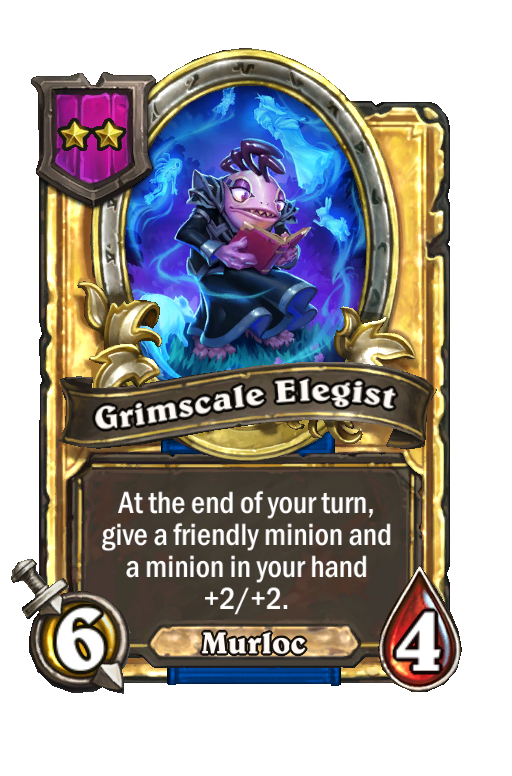 Grimscale Elegist
At the end of your turn,
give a friendly minion and
a minion in your hand
+2/+2.
6
Murloc
4